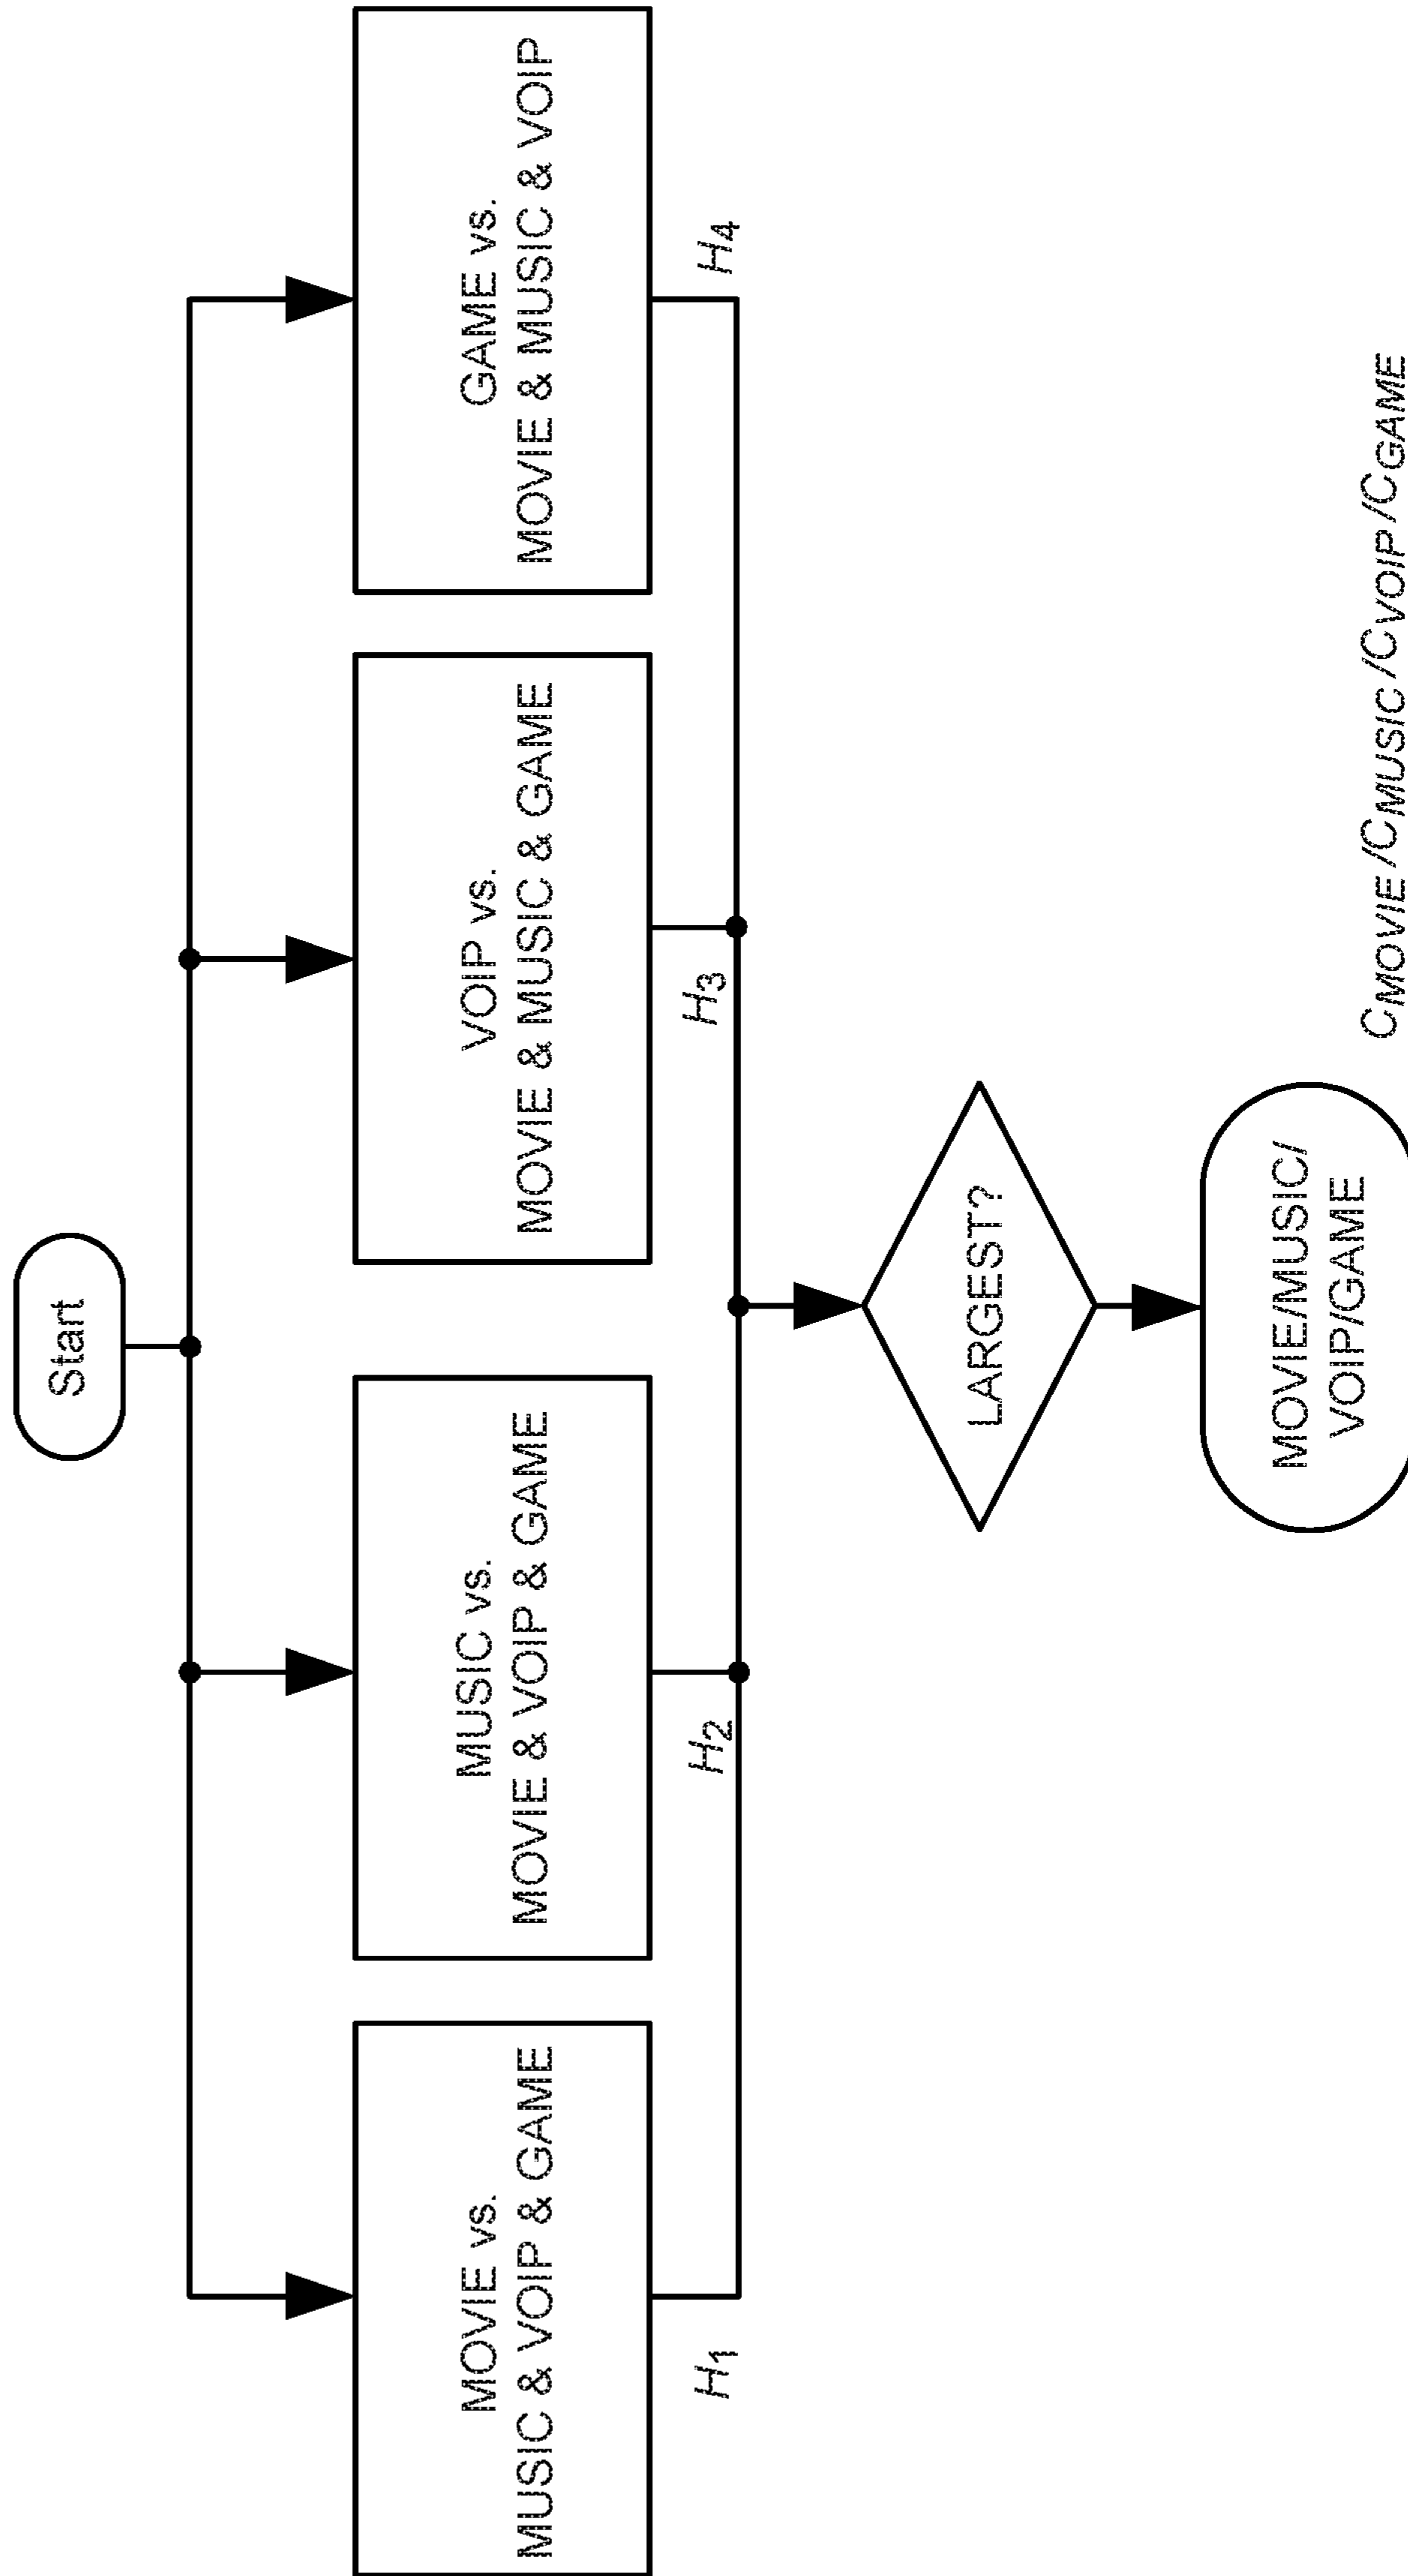 Start
MOVIE vs.
MUSIC & VOIP & GAME
MUSIC vs.
MOVIE & VOIP & GAME
VOIP vs.
MOVIE & MUSIC & GAME
GAME vs.
MOVIE & MUSIC & VOIP
H1
H2
H3
H4
LARGEST?
MOVIE/MUSIC/
VOIP/GAME
CMOVIE/CMUSIC/CVOIP/CGAME